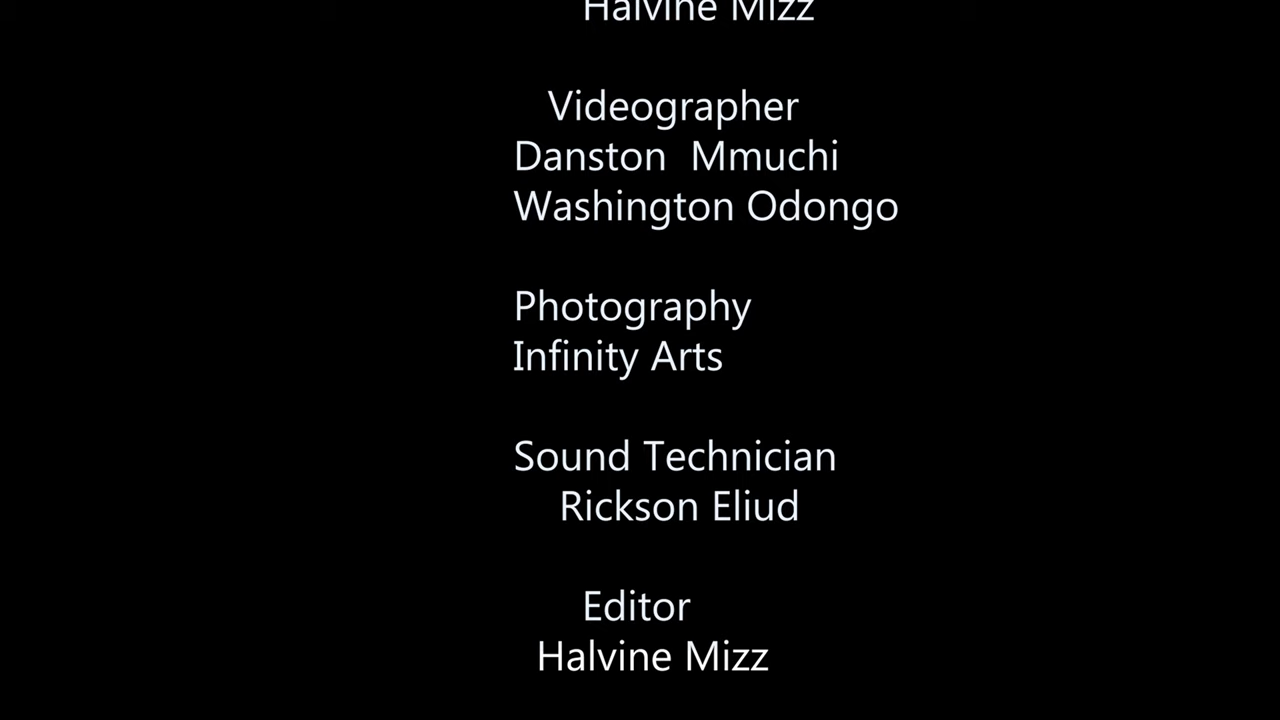 Halvine Mizz
Videographer
Danston  Mmuchi
Washington Odongo
Photography
Infinity Arts
Sound Technician
Rickson Eliud
Editor
Halvine Mizz